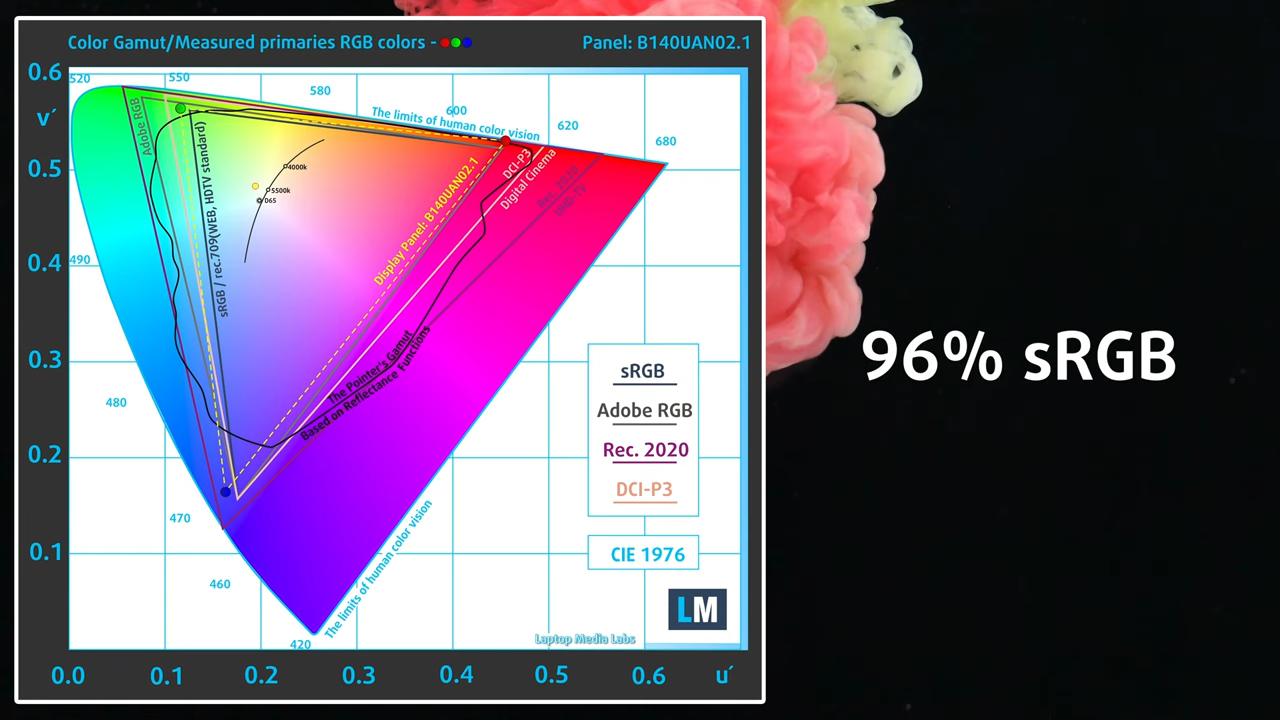 Color Gamut/Measured primaries RGB colors -
Panel: B140UAN02.1
0.6
v´
0.5
0.4
0.3
0.2
0.1
0.0
0.1
0.2
0.3
0.4
0.5
0.6
u´
520
550
580
600
620
680
490
480
470
460
420
The limits of human color vision
Adobe RGB
sRGB / rec.709(WEB, HDTV standard)
4000k
5500k
D65
Display Panel: B140UAN02.1
DCI-P3
Digital Cinema
Rec. 2020
UHD-TV
The Pointer's Gamut
Based on Reflectance Functions
The limits of human color vision
sRGB
Adobe RGB
Rec. 2020
DCI-P3
CIE 1976
LM
Laptop Media Labs
96% sRGB